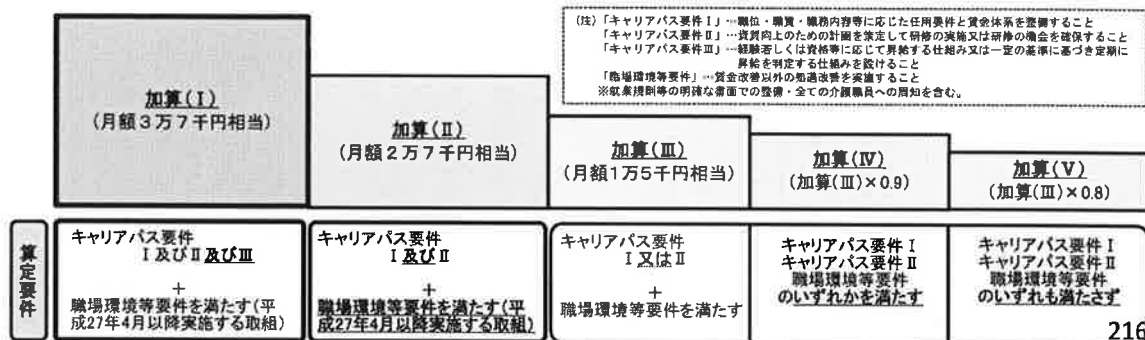 (注)「キャリアパス要件Ⅰ」…職位・職責・職務内容等に応じた任用要件と賃金体系を整備すること
「キャリアパス要件Ⅱ」…資質向上のための計画を策定して研修の実施又は研修の機会を確保すること
「キャリアパス要件Ⅲ」…経験若しくは資格等に応じて昇給する仕組み又は一定の基準に基づき定期に
昇給を判定する仕組みを設けること
「職場環境等要件」…賃金改善以外の処遇改善を実施すること
※就業規則等の明確な書面での整備・全ての介護職員への周知を含む。
加算(Ⅰ)
(月額3万7千円相当)
加算(Ⅱ)
(月額2万7千円相当)
加算(Ⅲ)
(月額1万5千円相当)
加算(Ⅳ)
(加算(Ⅲ)×0.9)
加算(Ⅴ)
(加算(Ⅲ)×0.8)
算定要件
キャリアパス要件
Ⅰ及びⅡ及びⅢ
+
職場環境等要件を満たす(平
成27年4月以降実施する取組)
キャリアパス要件
Ⅰ及びⅡ
+
職場環境等要件を満たす(平
成27年4月以降実施する取組)
キャリアパス要件
Ⅰ又はⅡ
+
職場環境等要件を満たす
キャリアパス要件Ⅰ
キャリアパス要件Ⅱ
職場環境等要件
のいずれかを満たす
キャリアパス要件Ⅰ
キャリアパス要件Ⅱ
職場環境等要件
のいずれも満たさず
216